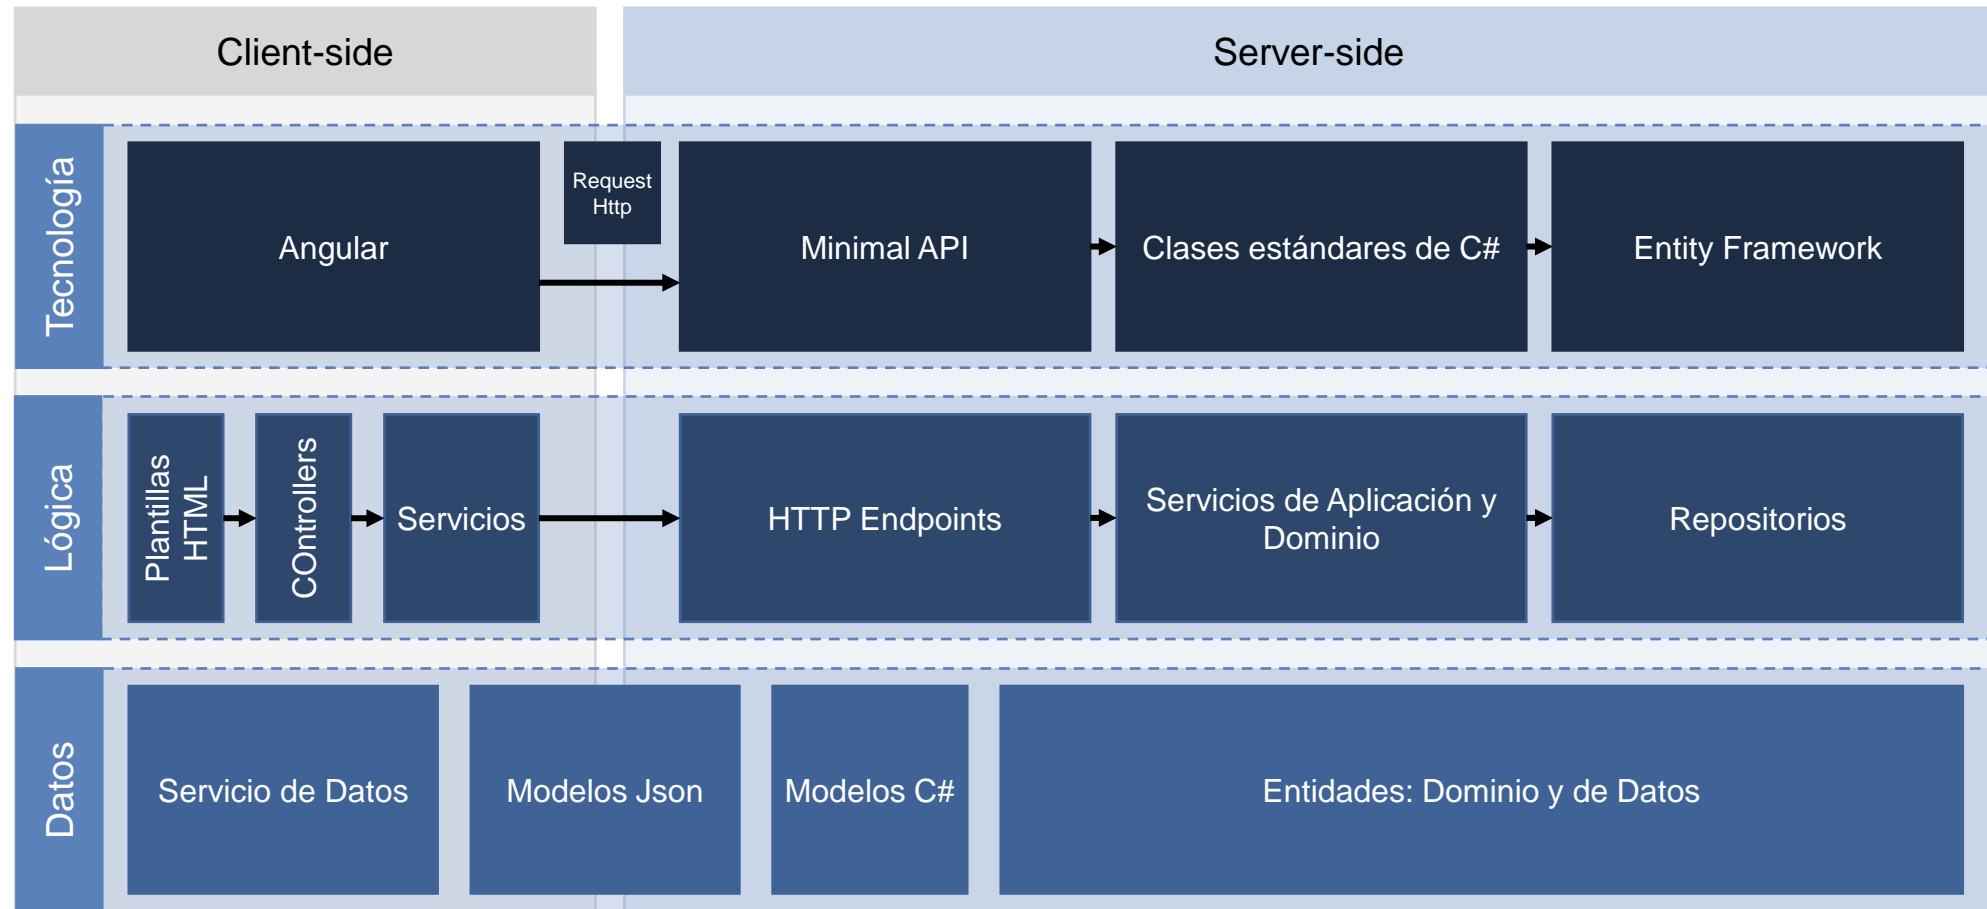 Client-side
Server-side
Tecnología
Angular
Request
Http
Minimal API
Clases estándares de C#
Entity Framework
Lógica
Plantillas
HTML
COntrollers
Servicios
HTTP Endpoints
Servicios de Aplicación y
Dominio
Repositorios
Datos
Servicio de Datos
Modelos Json
Modelos C#
Entidades: Dominio y de Datos